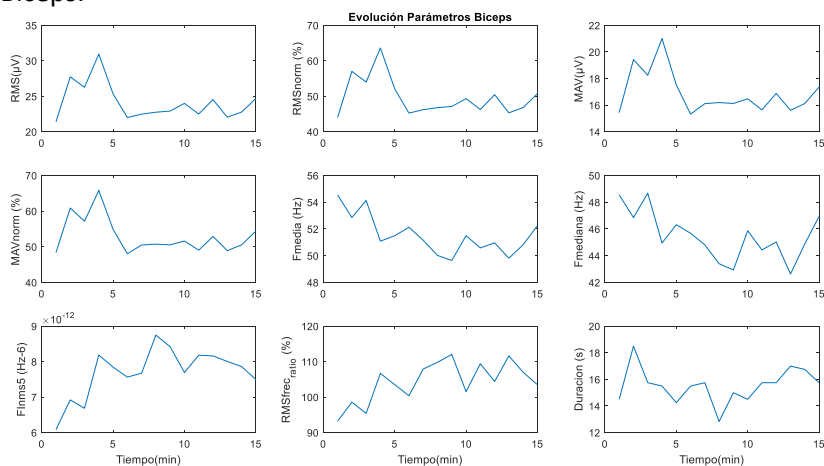 Evolución Parámetros Biceps
35
30
25
20
RMS(µV)
0 5 10 15
70
60
50
40
RMSnorm (%)
0 5 10 15
22
20
18
16
14
MAV(µV)
0 5 10 15
70
60
50
40
MAVnorm (%)
0 5 10 15
56
54
52
50
48
Fmedia (Hz)
0 5 10 15
50
48
46
44
42
Fmediana (Hz)
0 5 10 15
×10-12
9
8
7
6
FInms5 (Hz-6)
0 5 10 15
Tiempo(min)
120
110
100
90
RMSfrecratio (%)
0 5 10 15
Tiempo(min)
20
18
16
14
12
Duracion (s)
0 5 10 15
Tiempo(min)